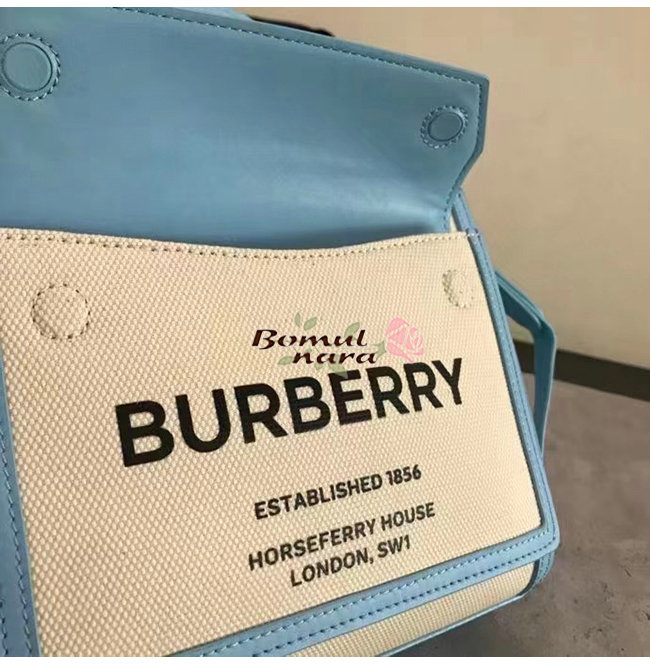 Bomul
nara
BURBERRY
ESTABLISHED 1856
HORSEFERRY HOUSE
LONDON, SW1